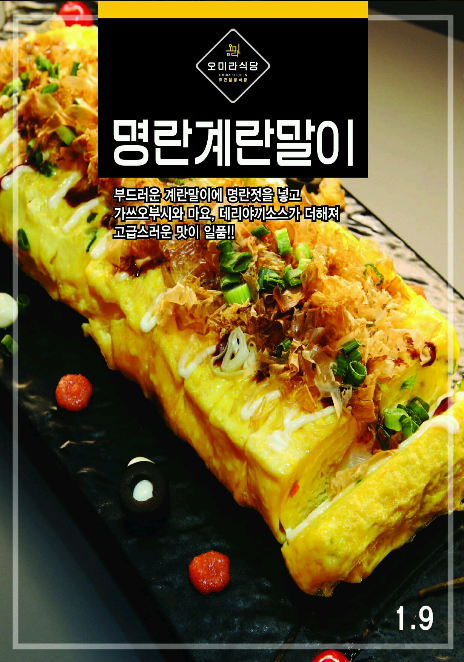 오미
오미라식당
명란계란말이
부드러운 계란말이에 명란젓을 넣고
가쓰오부시와 마요, 데리야끼소스가 더해져
고급스러운 맛이 일품!!
1.9